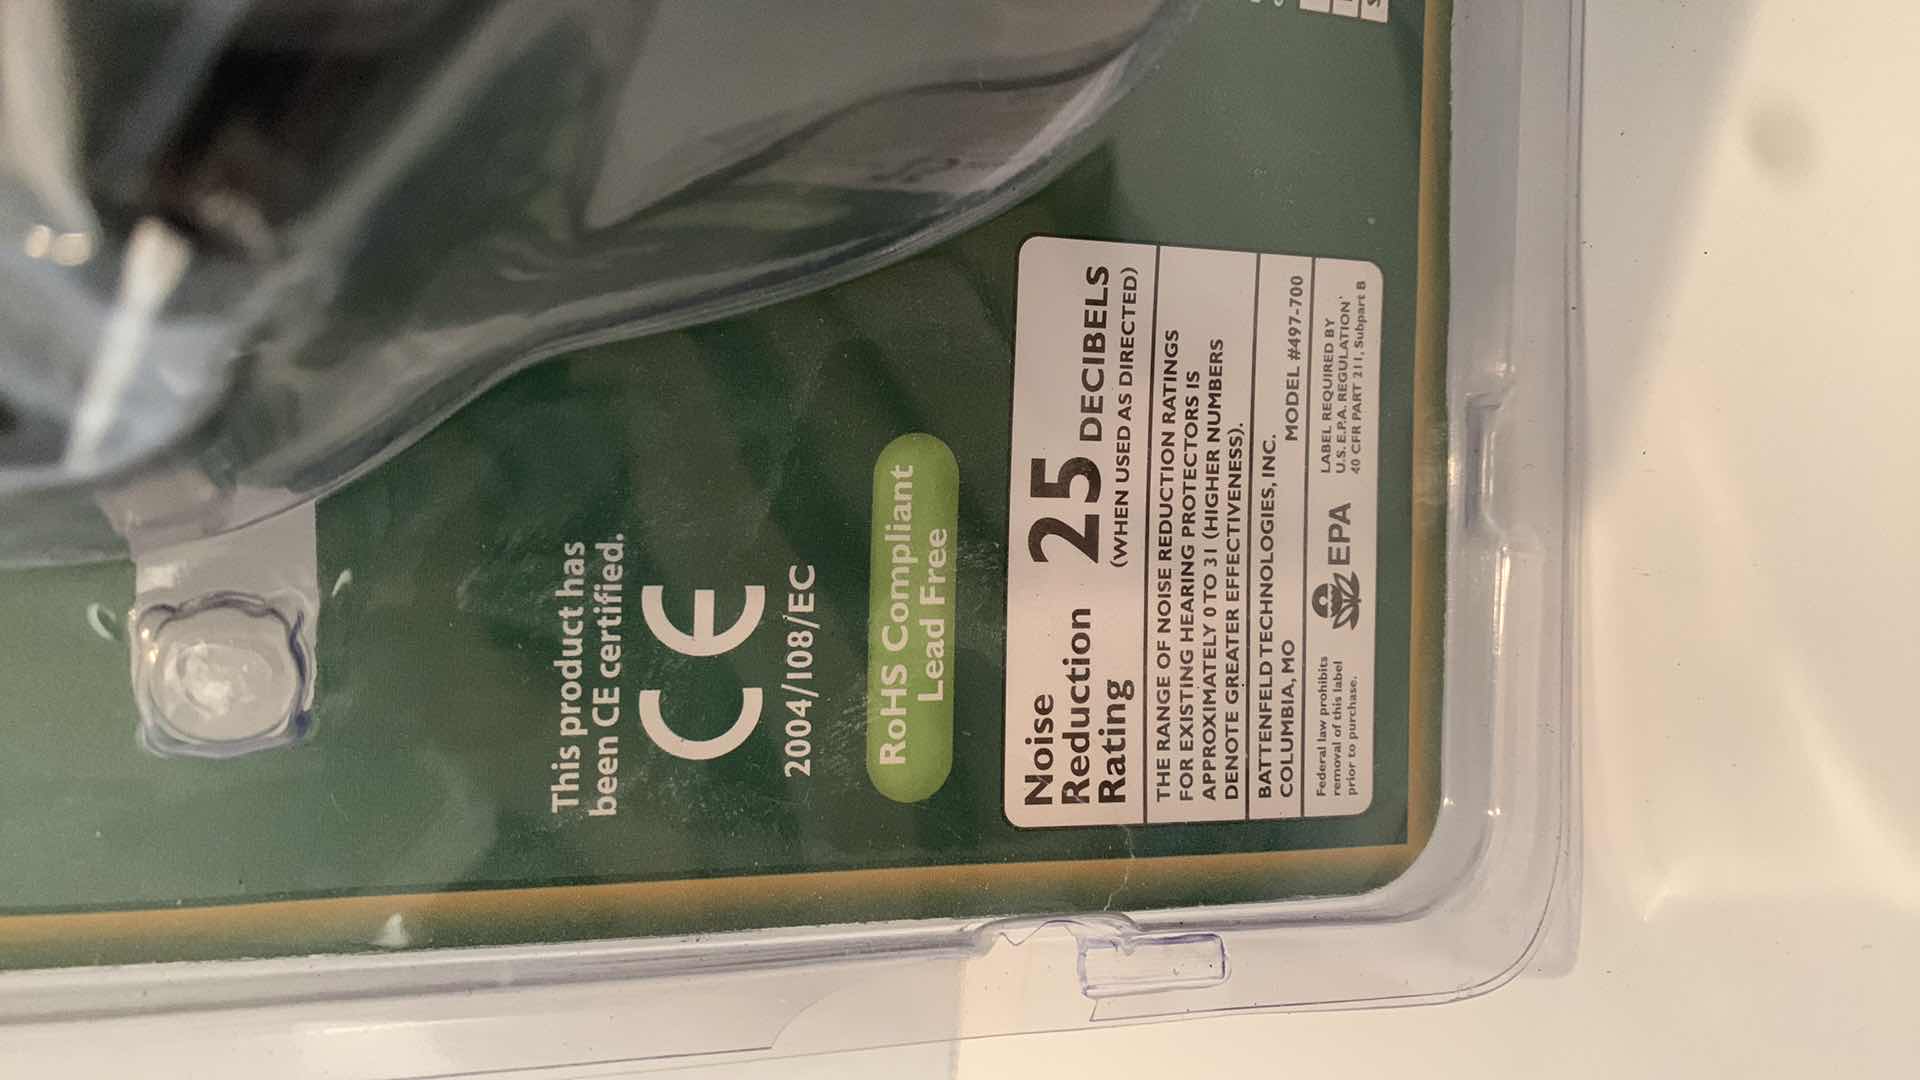 This product has
been CE certified.
CE
2004/108/EC
RoHS Compliant
Lead Free
Noise
Reduction
Rating
25 DECIBELS
(WHEN USED AS DIRECTED)
THE RANGE OF NOISE REDUCTION RATINGS
FOR EXISTING HEARING PROTECTORS IS
APPROXIMATELY 0 TO 31 (HIGHER NUMBERS
DENOTE GREATER EFFECTIVENESS).
BATTENFELD TECHNOLOGIES, INC.
COLUMBIA, MO
MODEL #497-700
Federal law prohibits
removal of this label
prior to purchase.
EPA
LABEL REQUIRED BY
U.S. E.P.A. REGULATION
40 CFR PART 211, Subpart B